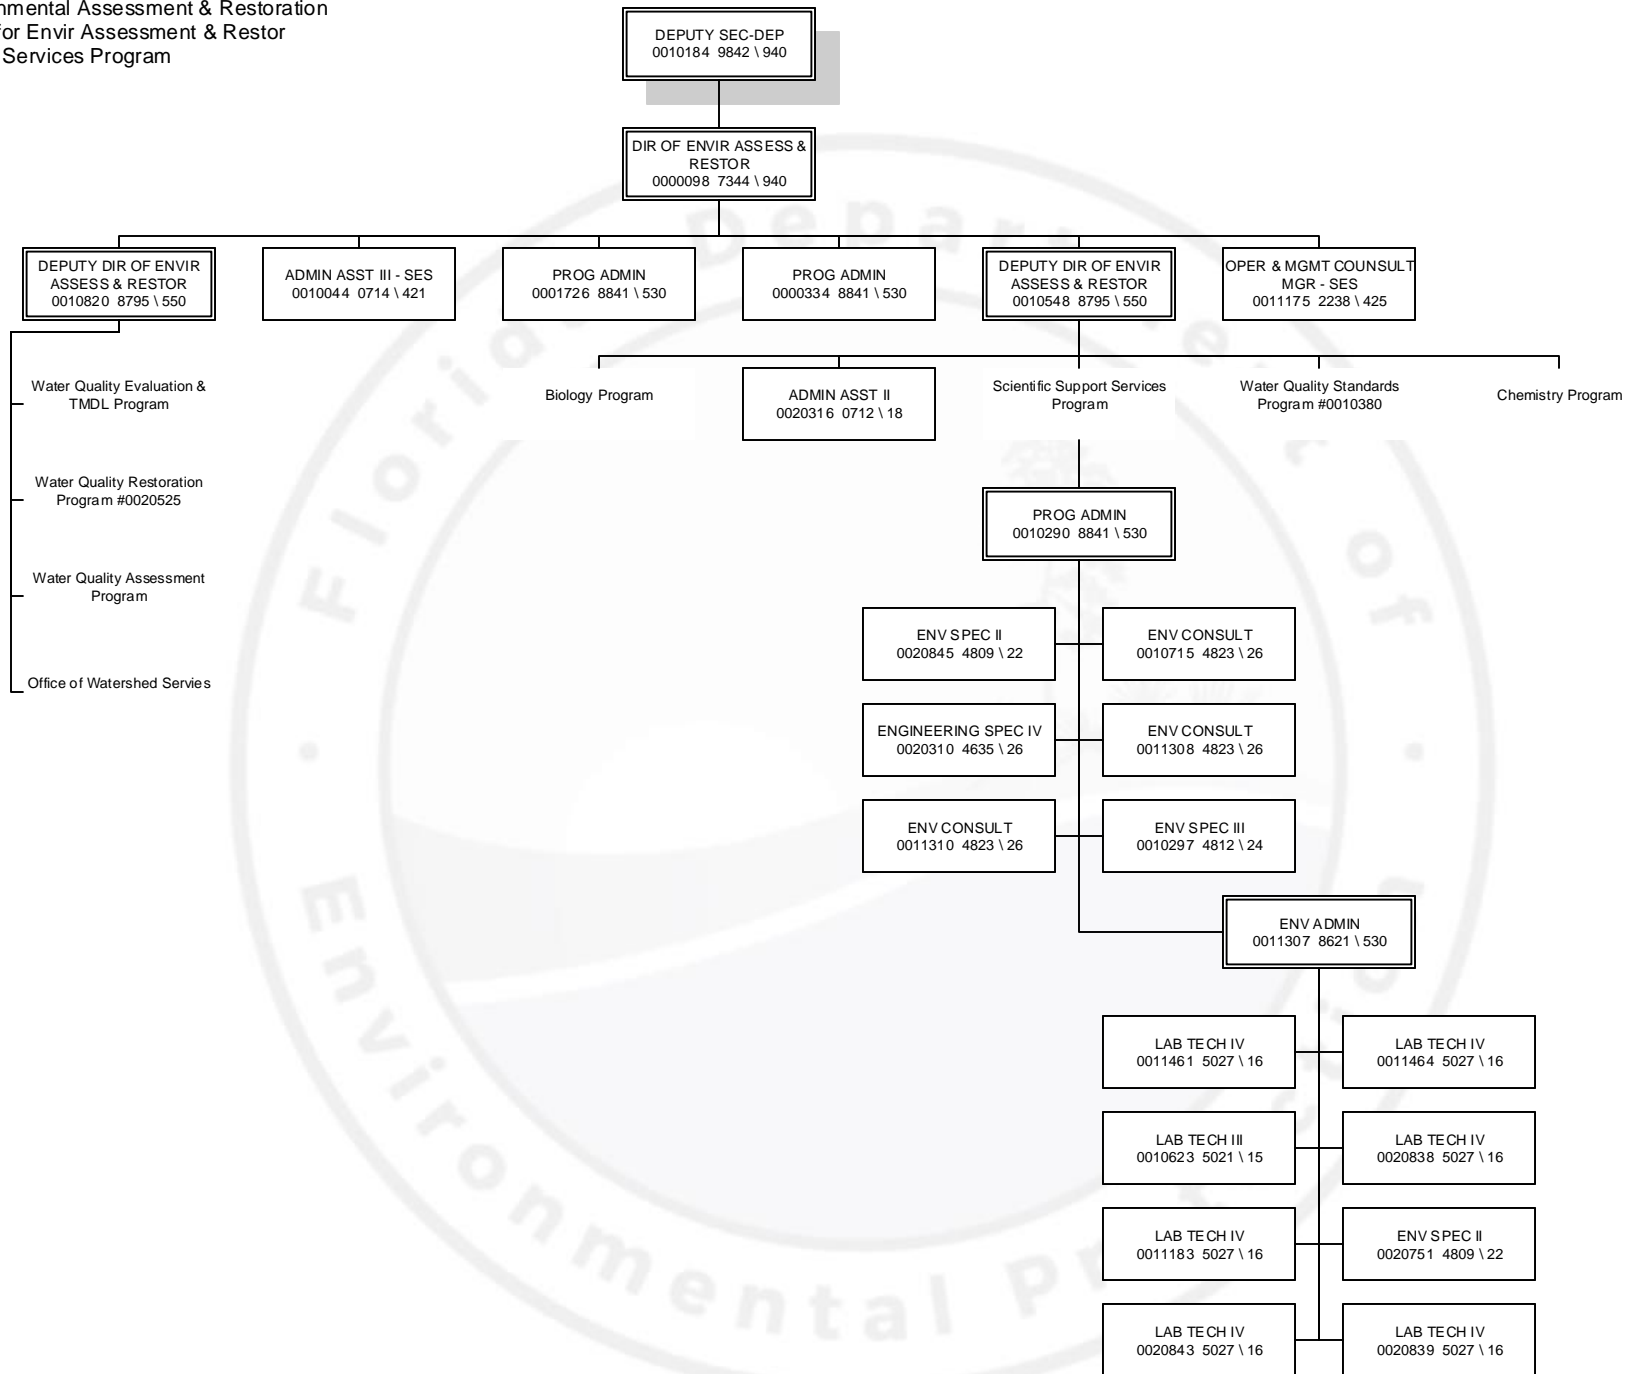 nmental Assessment & Restoration
for Envir Assessment & Restor
Services Program
DEPUTY SEC-DEP
0010184 9842 \ 940
DIR OF ENVIR ASSESS &
RESTOR
0000098 7344 \ 940
DEPUTY DIR OF ENVIR
ASSESS & RESTOR
0010820 8795 \ 550
ADMIN ASST III - SES
0010044 0714 \ 421
PROG ADMIN
0001726 8841 \ 530
PROG ADMIN
0000334 8841 \ 530
DEPUTY DIR OF ENVIR
ASSESS & RESTOR
0010548 8795 \ 550
OPER & MGMT COUNSULT
MGR - SES
0011175 2238 \ 425
Water Quality Evaluation &
TMDL Program
Water Quality Restoration
Program #0020525
Water Quality Assessment
Program
Office of Watershed Servies
Biology Program
ADMIN ASST II
0020316 0712 \ 18
Scientific Support Services
Program
Water Quality Standards
Program #0010380
Chemistry Program
PROG ADMIN
0010290 8841 \ 530
ENV SPEC II
0020845 4809 \ 22
ENV CONSULT
0010715 4823 \ 26
ENGINEERING SPEC IV
0020310 4635 \ 26
ENV CONSULT
0011308 4823 \ 26
ENV CONSULT
0011310 4823 \ 26
ENV SPEC III
0010297 4812 \ 24
ENV ADMIN
0011307 8621 \ 530
LAB TECH IV
0011461 5027 \ 16
LAB TECH IV
0011464 5027 \ 16
LAB TECH III
0010623 5021 \ 15
LAB TECH IV
0020838 5027 \ 16
LAB TECH IV
0011183 5027 \ 16
ENV SPEC II
0020751 4809 \ 22
LAB TECH IV
0020843 5027 \ 16
LAB TECH IV
0020839 5027 \ 16
Florida Department of
Environmental